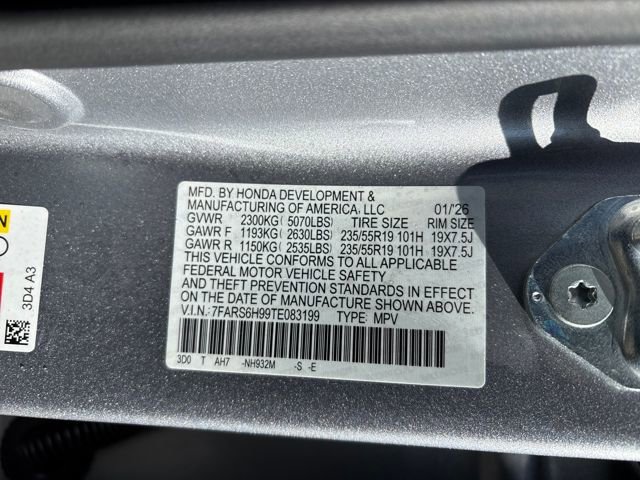 MFD. BY HONDA DEVELOPMENT &
MANUFACTURING OF AMERICA, LLC 01/'26
GVWR 2300KG( 5070LBS) TIRE SIZE RIM SIZE
GAWR F 1193KG( 2630LBS) 235/55R19 101H 19X7.5J
GAWR R 1150KG( 2535LBS) 235/55R19 101H 19X7.5J
THIS VEHICLE CONFORMS TO ALL APPLICABLE
FEDERAL MOTOR VEHICLE SAFETY
AND THEFT PREVENTION STANDARDS IN EFFECT
ON THE DATE OF MANUFACTURE SHOWN ABOVE.
V.I.N.: 7FARS6H99TE083199 TYPE: MPV
3D0 T AH7 -NH932M -S -E
3D4 A3